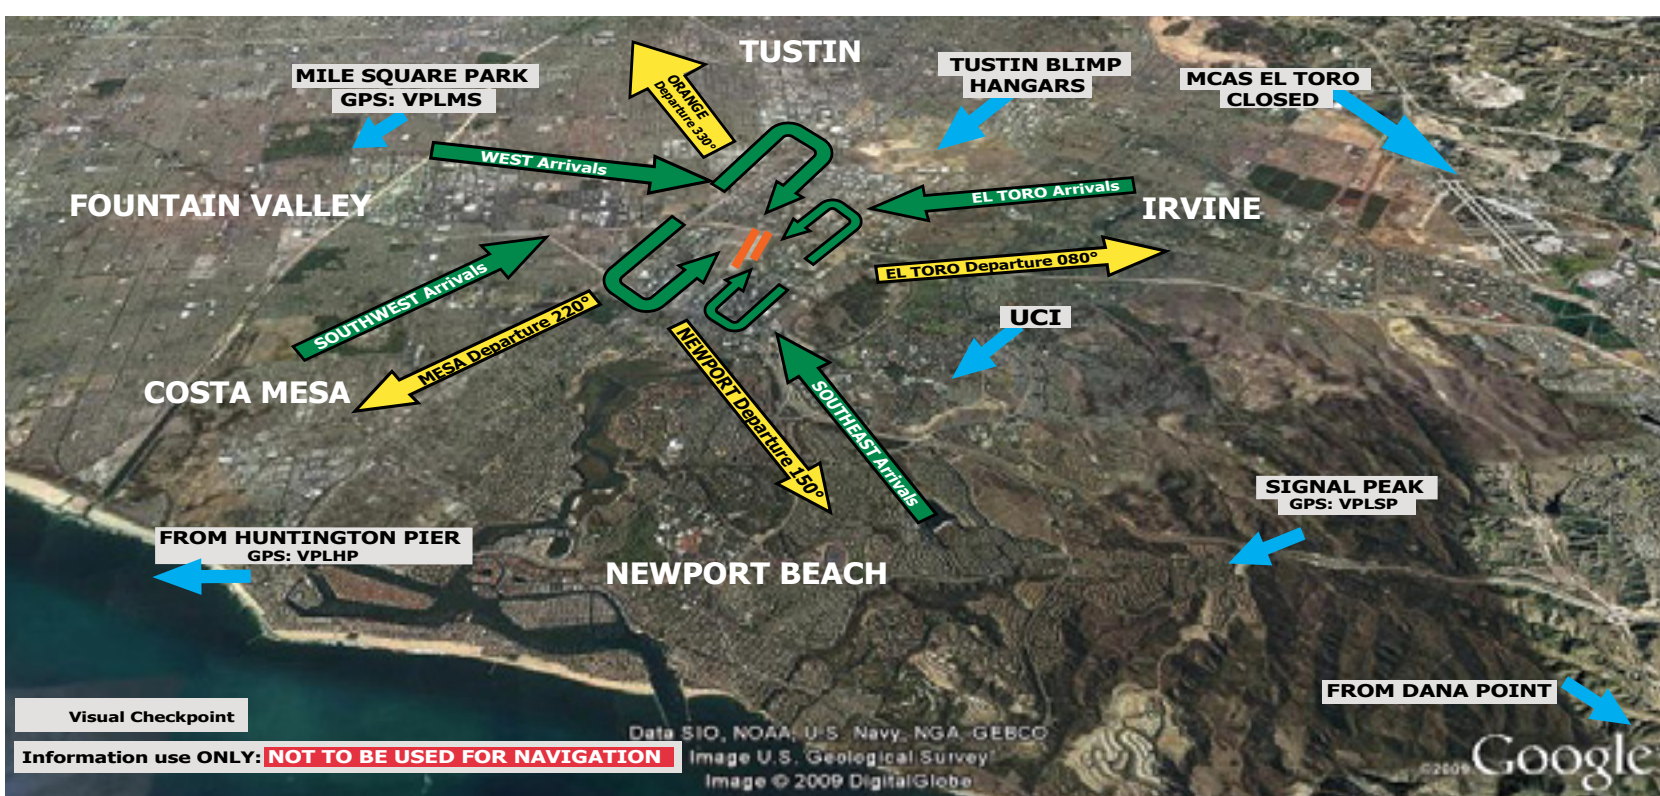 TUSTIN
MILE SQUARE PARK
GPS: VPLMS
ORANGE
Departure 330°
TUSTIN BLIMP
HANGARS
MCAS EL TORO
CLOSED
WEST Arrivals
EL TORO Arrivals
FOUNTAIN VALLEY
IRVINE
SOUTHWEST Arrivals
EL TORO Departure 080°
MESA Departure 220°
UCI
COSTA MESA
NEWPORT Departure 150°
SOUTHEAST Arrivals
SIGNAL PEAK
GPS: VPLSP
FROM HUNTINGTON PIER
GPS: VPLHP
NEWPORT BEACH
FROM DANA POINT
Visual Checkpoint
Information use ONLY: NOT TO BE USED FOR NAVIGATION
Data SIO, NOAA, U.S. Navy, NGA, GEBCO
Image U.S. Geological Survey
Image © 2009 DigitalGlobe
©2009 Google